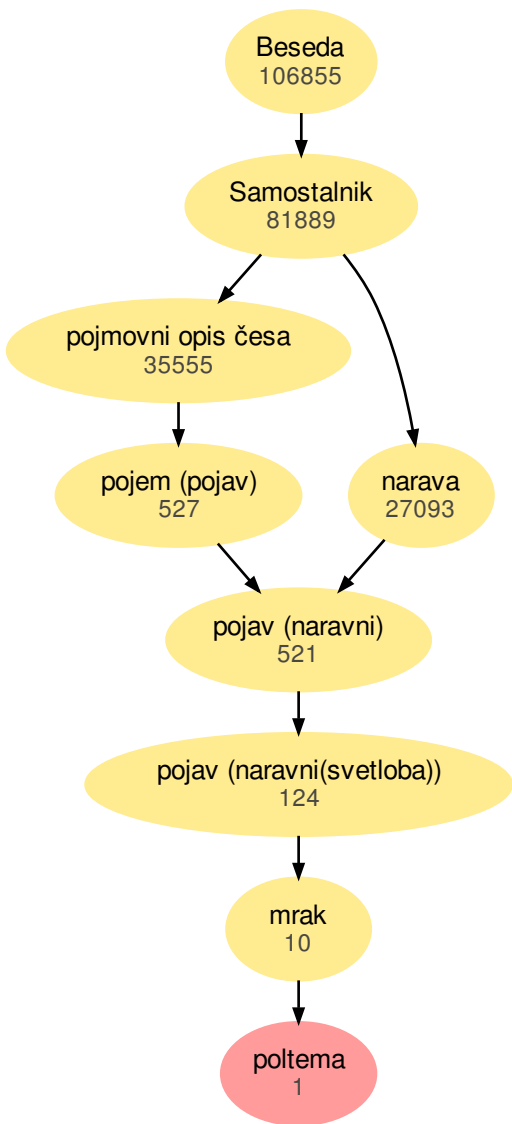 Beseda
106855
Samostalnik
81889
pojmovni opis česa
35555
pojem (pojav)
527
narava
27093
pojav (naravni)
521
pojav (naravni(svetloba))
124
mrak
10
poltema
1